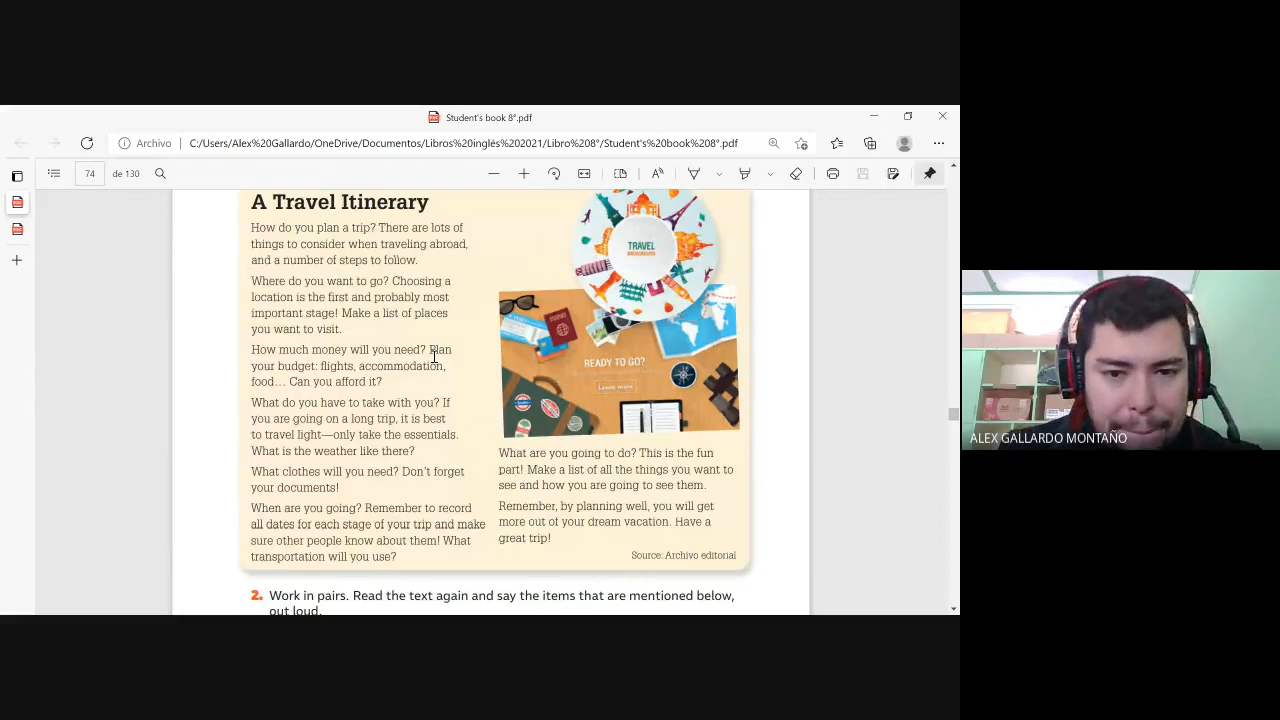 Student's book 8°.pdf
Archivo
C:/Users/Alex%20Gallardo/OneDrive/Documentos/Libros%20inglés%202021/Libro%208°/Student's%20book%208°.pdf
74
de 130
A Travel Itinerary
How do you plan a trip? There are lots of
things to consider when traveling abroad,
and a number of steps to follow.
Where do you want to go? Choosing a
location is the first and probably most
important stage! Make a list of places
you want to visit.
How much money will you need? Plan
your budget: flights, accommodation,
food... Can you afford it?
What do you have to take with you? If
you are going on a long trip, it is best
to travel light—only take the essentials.
What is the weather like there?
What clothes will you need? Don't forget
your documents!
When are you going? Remember to record
all dates for each stage of your trip and make
sure other people know about them! What
transportation will you use?
TRAVEL
PASSPORT
READY TO GO?
Learn more
What are you going to do? This is the fun
part! Make a list of all the things you want to
see and how you are going to see them.
Remember, by planning well, you will get
more out of your dream vacation. Have a
great trip!
Source: Archivo editorial
2. Work in pairs. Read the text again and say the items that are mentioned below,
out loud.
ALEX GALLARDO MONTAÑO